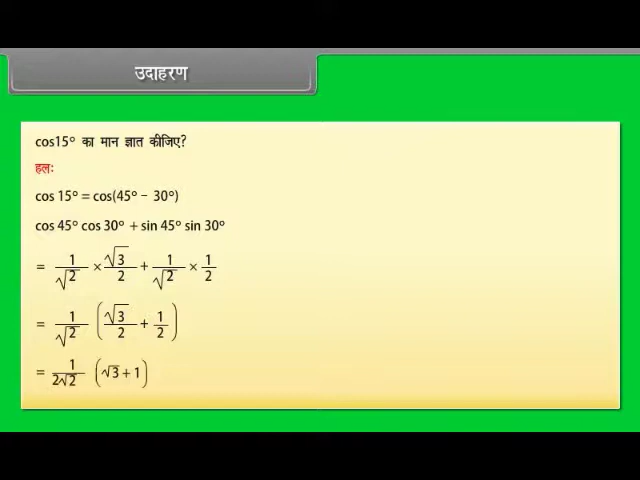 उदाहरण
cos15° का मान ज्ञात कीजिए?
हलः
cos 15° = cos(45° − 30°)
cos 45° cos 30° + sin 45° sin 30°
= 1/√2 × √3/2 + 1/√2 × 1/2
= 1/√2 (√3/2 + 1/2)
= 1/2√2 (√3 + 1)